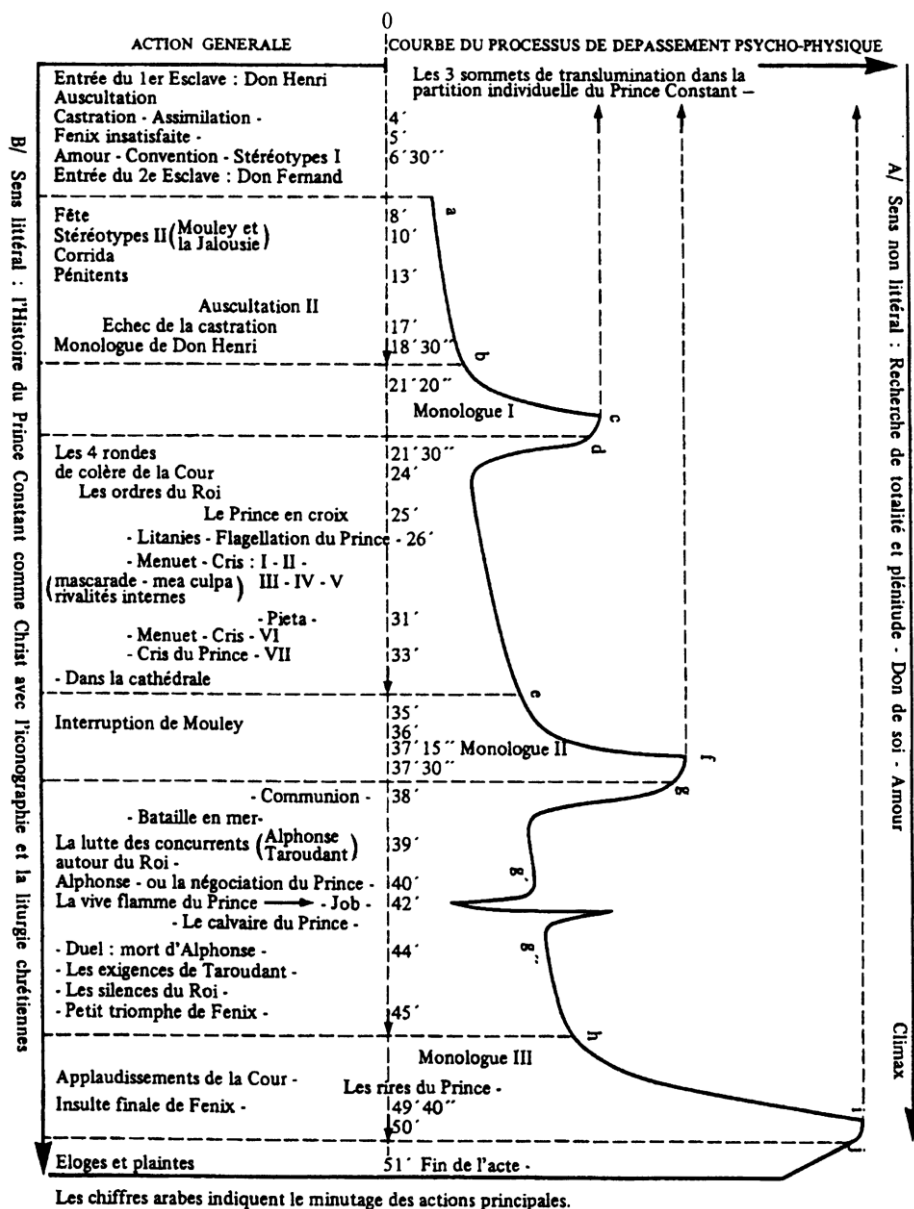 0
ACTION GENERALE COURBE DU PROCESSUS DE DEPASSEMENT PSYCHO-PHYSIQUE
Les 3 sommets de translumination dans la
partition individuelle du Prince Constant –
Entrée du 1er Esclave : Don Henri
Auscultation
Castration - Assimilation - 4´
Fenix insatisfaite - 5´
Amour - Convention - Stéréotypes I 6´30´´
Entrée du 2e Esclave : Don Fernand
a
Fête 8´
Stéréotypes II (Mouley et la Jalousie) 10´
Corrida
Pénitents 13´
Auscultation II
Echec de la castration 17´
Monologue de Don Henri 18´30´´
b
21´20´´
Monologue I
c
d
Les 4 rondes 21´30´´
de colère de la Cour 24´
Les ordres du Roi
Le Prince en croix 25´
- Litanies - Flagellation du Prince - 26´
- Menuet - Cris : I - II -
(mascarade - mea culpa III - IV - V
rivalités internes)
- Pieta - 31´
- Menuet - Cris - VI
- Cris du Prince - VII 33´
- Dans la cathédrale
e
35´
Interruption de Mouley 36´
37´15´´ Monologue II
37´30´´
f
g
- Communion - 38´
- Bataille en mer-
La lutte des concurrents (Alphonse Taroudant) 39´
autour du Roi -
g´
Alphonse - ou la négociation du Prince - 40´
La vive flamme du Prince → - Job - 42´
- Le calvaire du Prince -
g´´
- Duel : mort d'Alphonse - 44´
- Les exigences de Taroudant -
- Les silences du Roi -
- Petit triomphe de Fenix - 45´
h
Monologue III
Applaudissements de la Cour -
Les rires du Prince -
Insulte finale de Fenix - 49´40´´
50´
i
j
Eloges et plaintes 51´ Fin de l'acte -
Les chiffres arabes indiquent le minutage des actions principales.
B/ Sens littéral : l'Histoire du Prince Constant comme Christ avec l'iconographie et la liturgie chrétiennes
A/ Sens non littéral : Recherche de totalité et plénitude - Don de soi - Amour
Climax